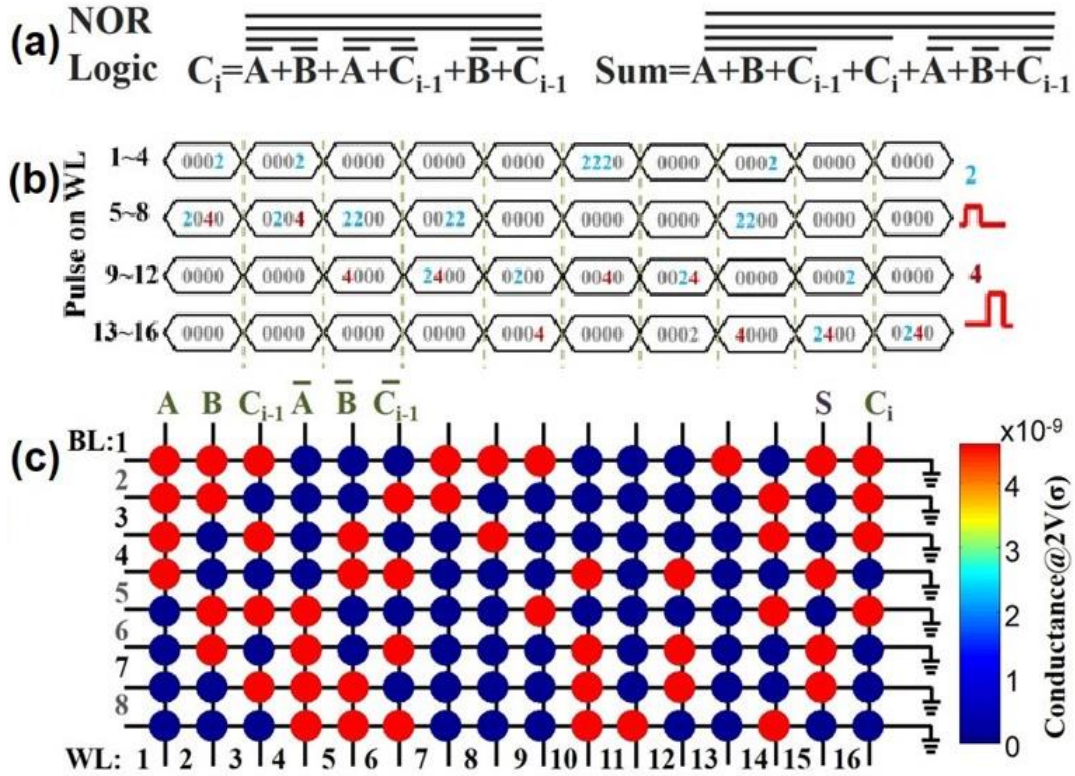 (a) NOR Logic
C̅i=A̅+B̅+A̅+C̅i-1+B̅+C̅i-1 Sum=A+B+Ci-1+Ci+A̅+B̅+C̅i-1
(b) Pulse on WL
1~4 0002 0002 0000 0000 0000 2220 0000 0002 0000 0000 2
5~8 2040 0204 2200 0022 0000 0000 0000 2200 0000 0000
9~12 0000 0000 4000 2400 0200 0040 0024 0000 0002 0000 4
13~16 0000 0000 0000 0000 0004 0000 0002 4000 2400 0240
A B Ci-1 A̅ B̅ C̅i-1 S Ci
(c) BL:1
2
3
4
5
6
7
8
WL: 1 2 3 4 5 6 7 8 9 10 11 12 13 14 15 16
x10⁻⁹
4
3
2
1
0
Conductance@2V(σ)